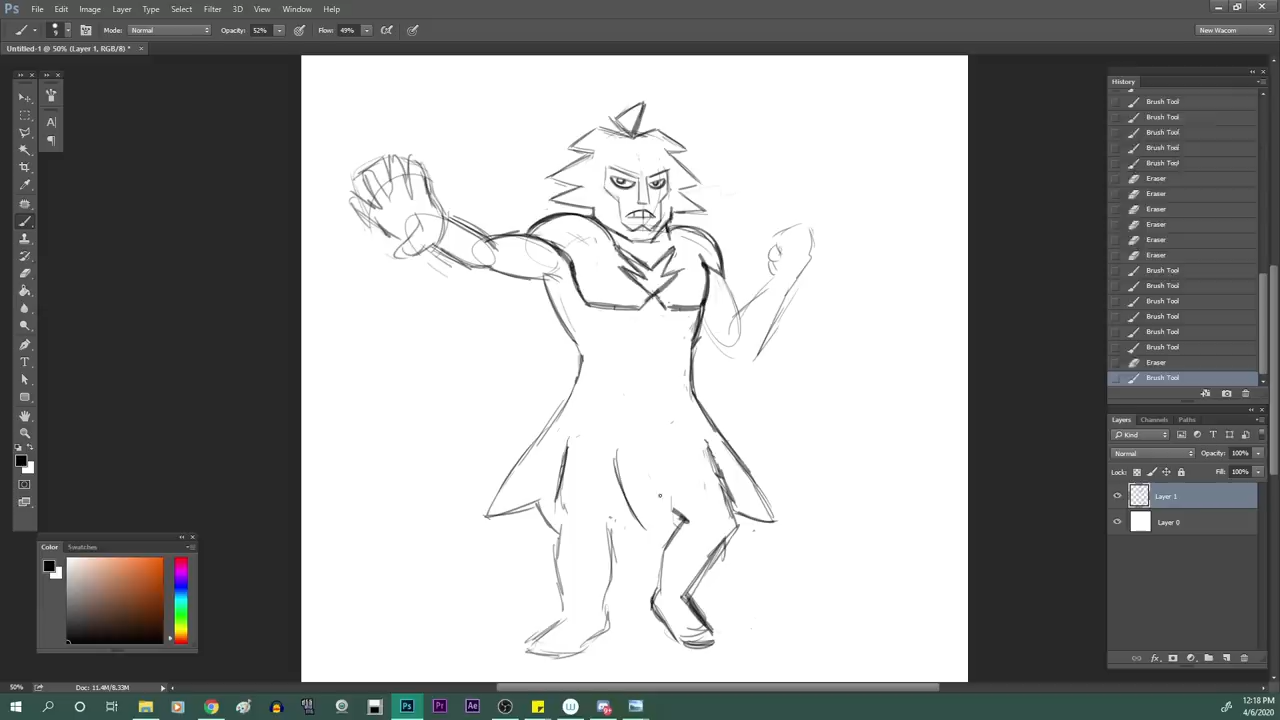 Ps File Edit Image Layer Type Select Filter 3D View Window Help
Mode: Normal Opacity: 52% Flow: 49% New Wacom
Untitled-1 @ 50% (Layer 1, RGB/8) * ×
History
Brush Tool
Brush Tool
Brush Tool
Brush Tool
Brush Tool
Eraser
Eraser
Eraser
Eraser
Eraser
Eraser
Brush Tool
Brush Tool
Brush Tool
Brush Tool
Brush Tool
Brush Tool
Eraser
Brush Tool
Layers Channels Paths
Kind
Normal Opacity: 100%
Lock: Fill: 100%
Layer 1
Layer 0
Color Swatches
50% Doc: 11.4M/8.33M
Ps Pr Ae
12:18 PM
4/6/2020